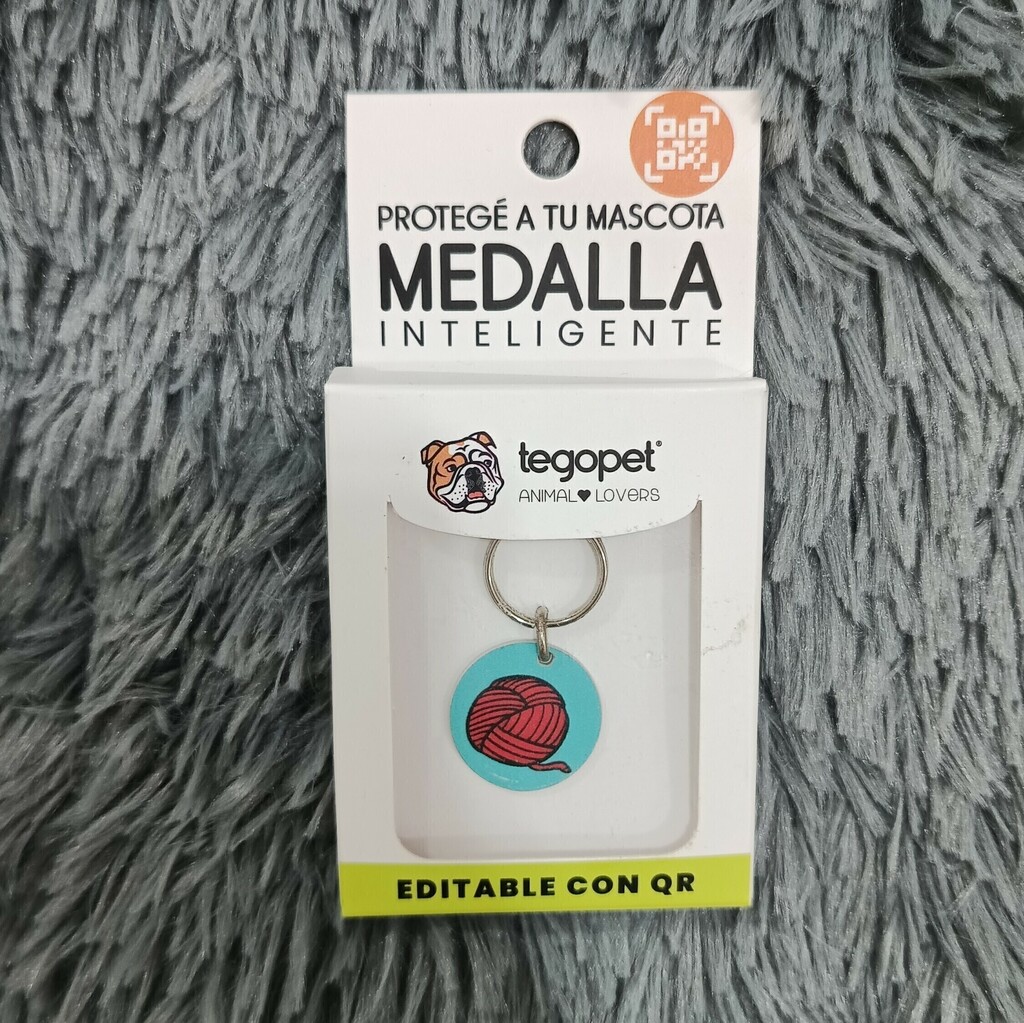 PROTEGÉ A TU MASCOTA
MEDALLA
INTELIGENTE
tegopet®
ANIMAL♥LOVERS
EDITABLE CON QR